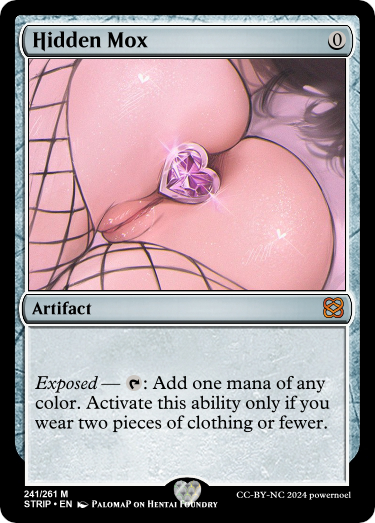 Hidden Mox 0
Artifact
Exposed — : Add one mana of any
color. Activate this ability only if you
wear two pieces of clothing or fewer.
241/261 M
STRIP • EN PalomaP on Hentai Foundry
CC-BY-NC 2024 powernoel